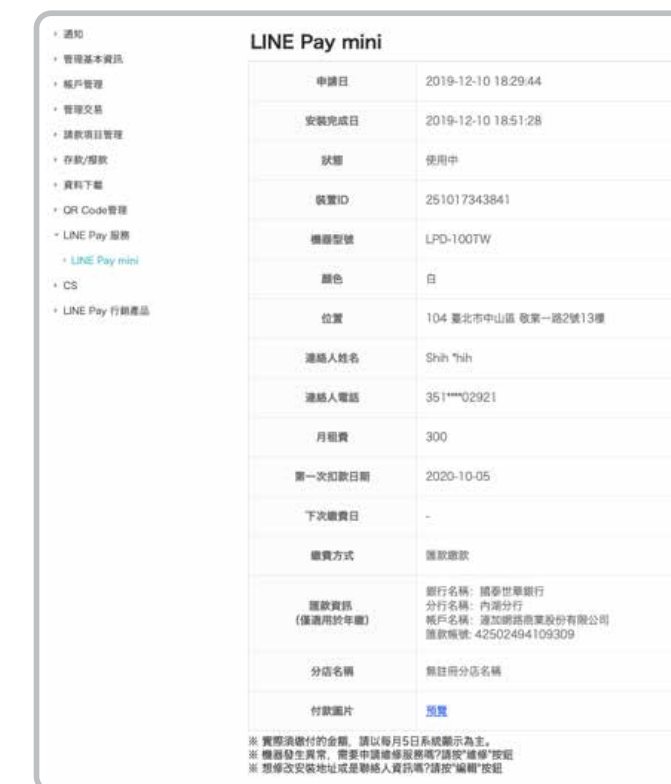 通知
管理基本資訊
帳戶管理
管理交易
請款項目管理
存款/撥款
資料下載
QR Code管理
LINE Pay 服務
LINE Pay mini
CS
LINE Pay 行銷產品
LINE Pay mini
申請日 2019-12-10 18:29:44
安裝完成日 2019-12-10 18:51:28
狀態 使用中
裝置ID 251017343841
機器型號 LPD-100TW
顏色 白
位置 104 臺北市中山區 敬業一路2號13樓
連絡人姓名 Shih *hih
連絡人電話 351****02921
月租費 300
第一次扣款日期 2020-10-05
下次繳費日 -
繳費方式 匯款繳款
匯款資訊
(僅適用於年繳)
銀行名稱: 國泰世華銀行
分行名稱: 內湖分行
帳戶名稱: 連加網路商業股份有限公司
匯款帳號: 42502494109309
分店名稱 無註冊分店名稱
付款圖片 預覽
※ 實際須繳付的金額, 請以每月5日系統顯示為主。
※ 機器發生異常, 需要申請維修服務嗎?請按"維修"按鈕
※ 想修改安裝地址或是聯絡人資訊嗎?請按"編輯"按鈕